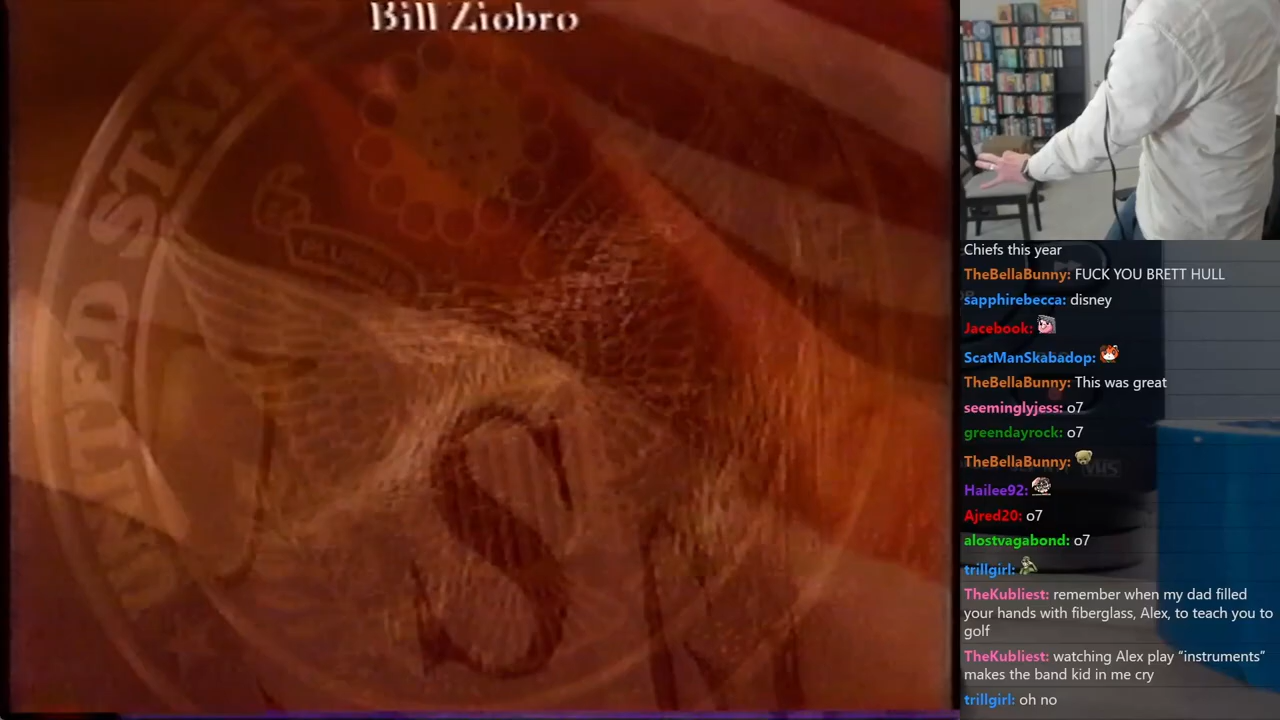 Bill Ziobro
UNITED STATE
S
VHS
Chiefs this year
TheBellaBunny: FUCK YOU BRETT HULL
sapphirebecca: disney
Jacebook:
ScatManSkabadop:
TheBellaBunny: This was great
seeminglyjess: o7
greendayrock: o7
TheBellaBunny:
Hailee92:
Ajred20: o7
alostvagabond: o7
trillgirl:
TheKubliest: remember when my dad filled
your hands with fiberglass, Alex, to teach you to
golf
TheKubliest: watching Alex play “instruments”
makes the band kid in me cry
trillgirl: oh no